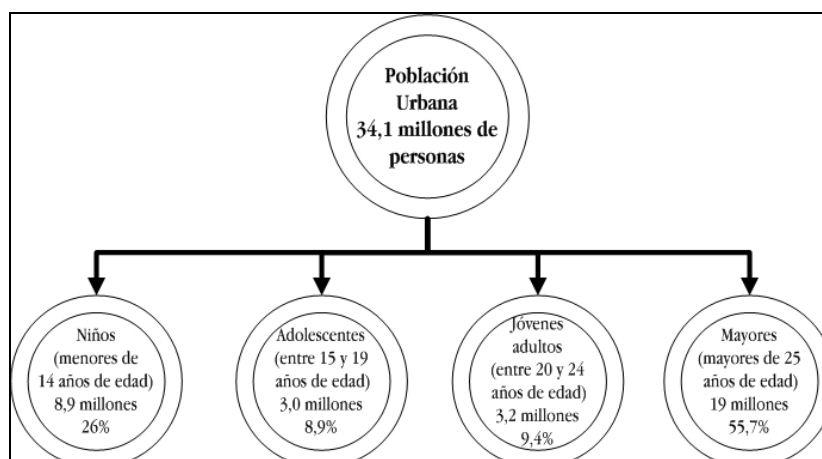 Población
Urbana
34,1 millones de
personas
Niños
(menores de
14 años de edad)
8,9 millones
26%
Adolescentes
(entre 15 y 19
años de edad)
3,0 millones
8,9%
Jóvenes
adultos
(entre 20 y 24
años de edad)
3,2 millones
9,4%
Mayores
(mayores de 25
años de edad)
19 millones
55,7%